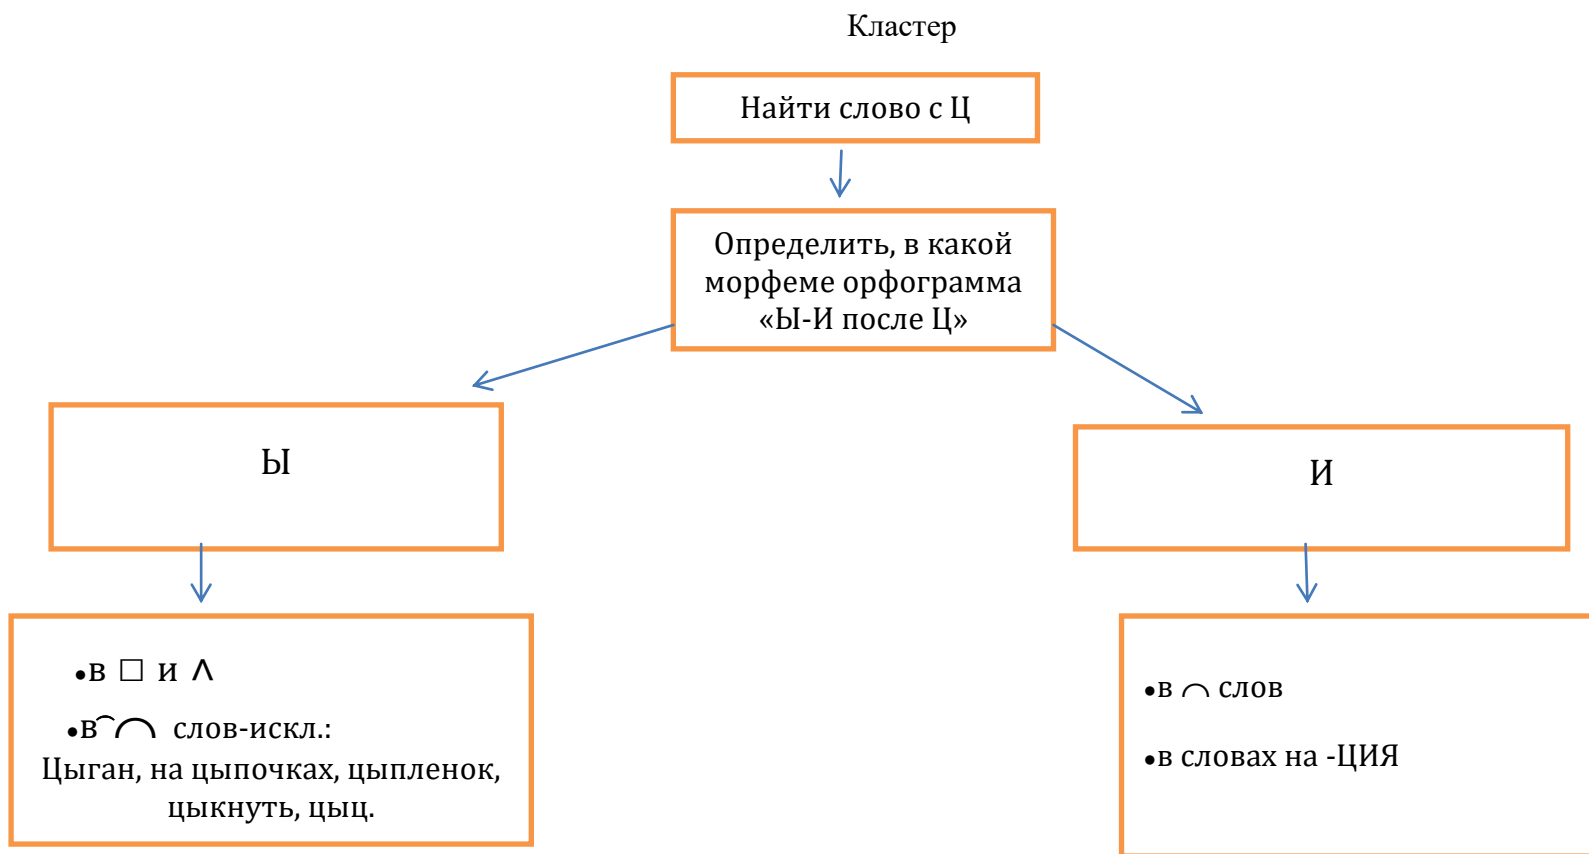 Кластер
Найти слово с Ц
Определить, в какой
морфеме орфограмма
«Ы-И после Ц»
Ы
И
•в □ и ᐱ
•в ⌒ слов-искл.:
Цыган, на цыпочках, цыпленок,
цыкнуть, цыц.
•в ⌒ слов
•в словах на -ЦИЯ